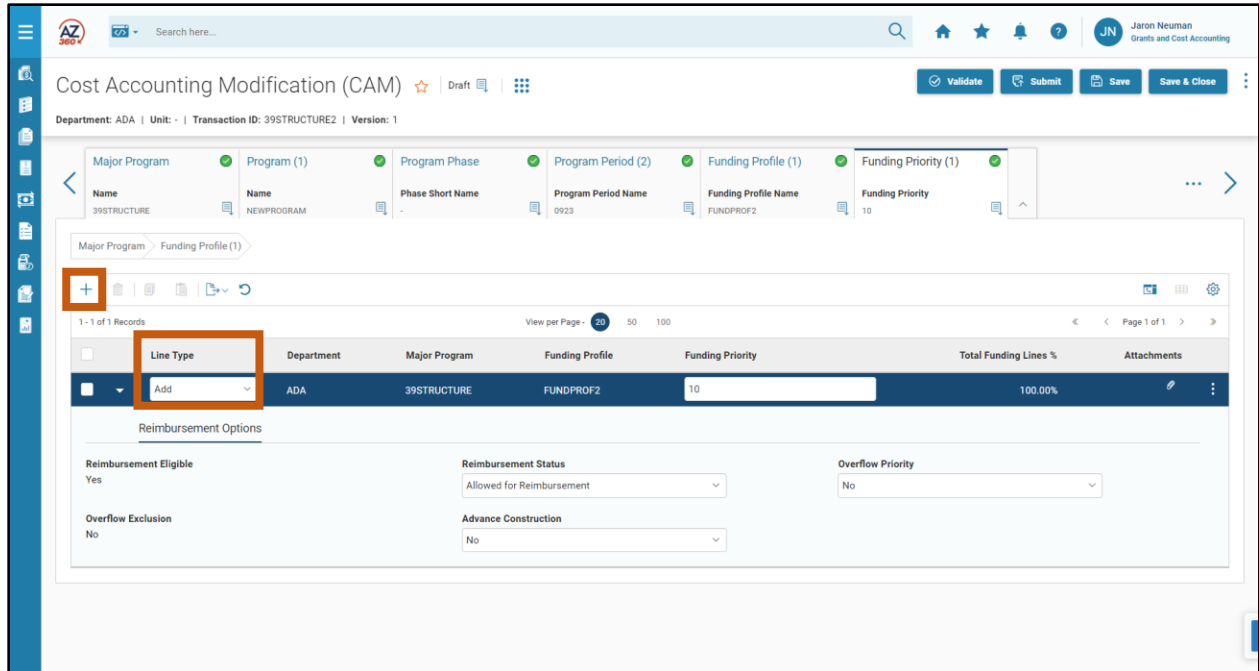 AZ
360
Search here...
JN
Jaron Neuman
Grants and Cost Accounting
Cost Accounting Modification (CAM)
Draft
Validate
Submit
Save
Save & Close
Department: ADA | Unit: - | Transaction ID: 39STRUCTURE2 | Version: 1
Major Program
Program (1)
Program Phase
Program Period (2)
Funding Profile (1)
Funding Priority (1)
Name
Name
Phase Short Name
Program Period Name
Funding Profile Name
Funding Priority
39STRUCTURE
NEWPROGRAM
-
0923
FUNDPROF2
10
Major Program
Funding Profile (1)
1 - 1 of 1 Records
View per Page - 20 50 100
Page 1 of 1
Line Type
Department
Major Program
Funding Profile
Funding Priority
Total Funding Lines %
Attachments
Add
ADA
39STRUCTURE
FUNDPROF2
10
100.00%
Reimbursement Options
Reimbursement Eligible
Reimbursement Status
Overflow Priority
Yes
Allowed for Reimbursement
No
Overflow Exclusion
Advance Construction
No
No